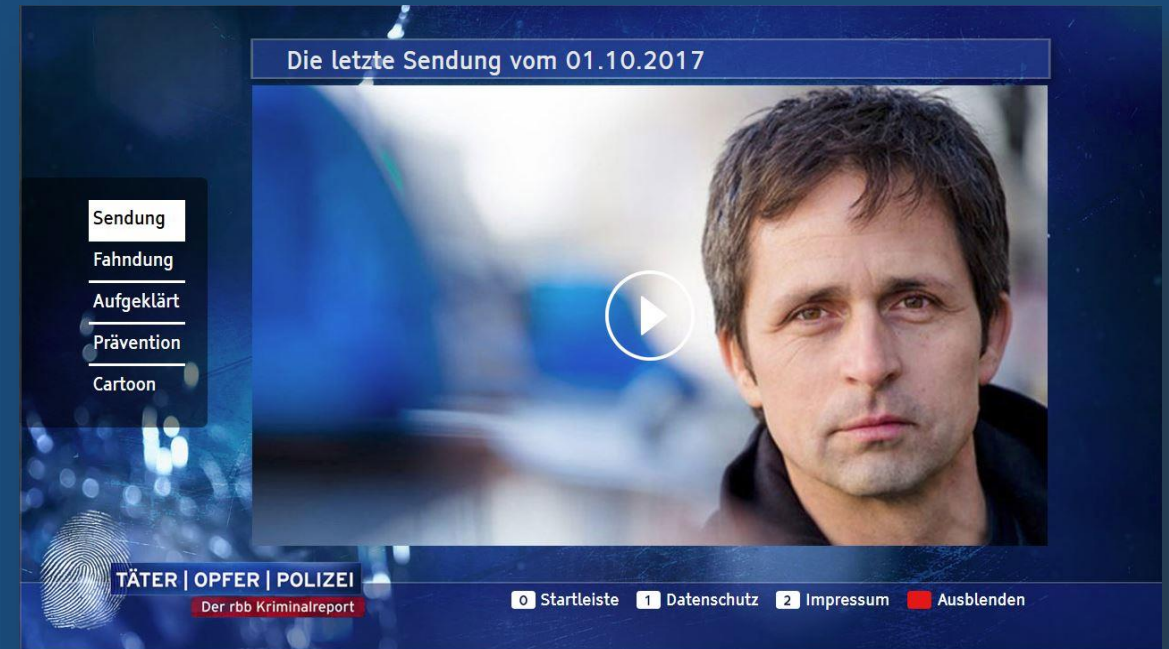 Die letzte Sendung vom 01.10.2017
Sendung
Fahndung
Aufgeklärt
Prävention
Cartoon
TÄTER | OPFER | POLIZEI
Der rbb Kriminalreport
0 Startleiste 1 Datenschutz 2 Impressum Ausblenden